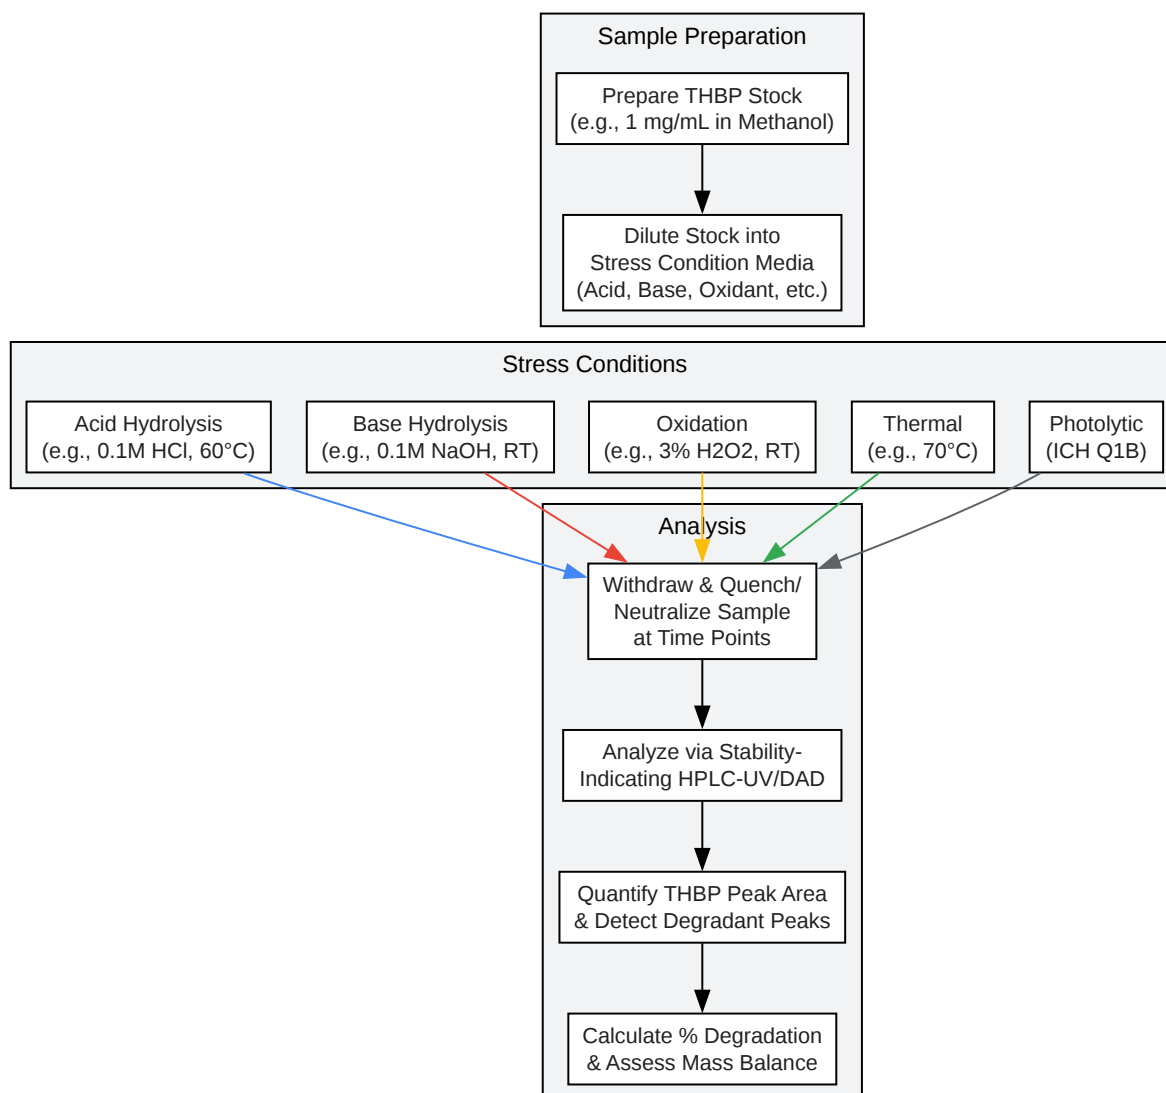 Sample Preparation
Prepare THBP Stock
(e.g., 1 mg/mL in Methanol)
Dilute Stock into
Stress Condition Media
(Acid, Base, Oxidant, etc.)
Stress Conditions
Acid Hydrolysis
(e.g., 0.1M HCl, 60°C)
Base Hydrolysis
(e.g., 0.1M NaOH, RT)
Oxidation
(e.g., 3% H2O2, RT)
Thermal
(e.g., 70°C)
Photolytic
(ICH Q1B)
Analysis
Withdraw & Quench/
Neutralize Sample
at Time Points
Analyze via Stability-
Indicating HPLC-UV/DAD
Quantify THBP Peak Area
& Detect Degradant Peaks
Calculate % Degradation
& Assess Mass Balance